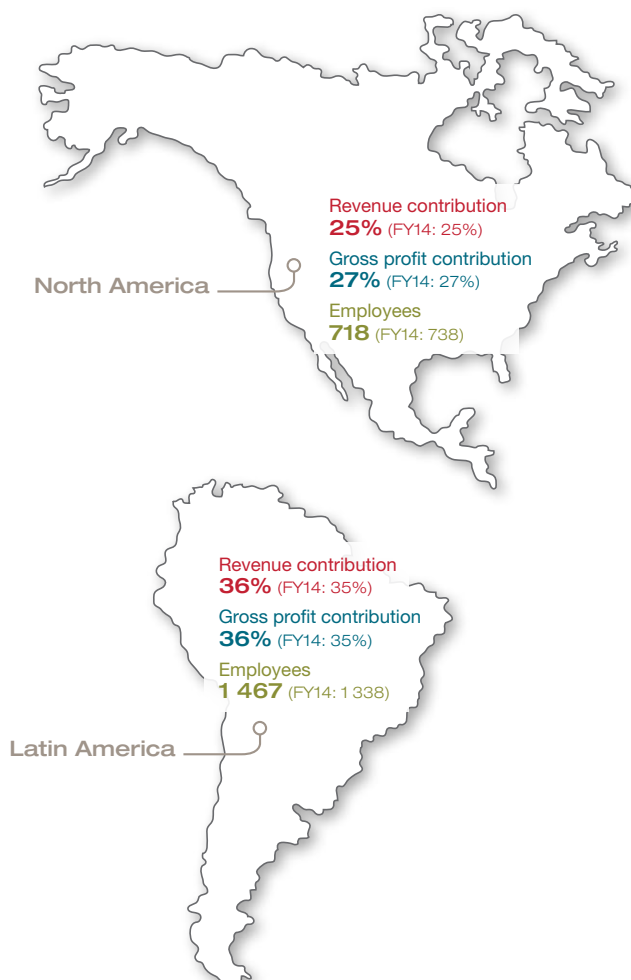 Revenue contribution
25% (FY14: 25%)
Gross profit contribution
27% (FY14: 27%)
Employees
718 (FY14: 738)
North America
Revenue contribution
36% (FY14: 35%)
Gross profit contribution
36% (FY14: 35%)
Employees
1 467 (FY14: 1 338)
Latin America